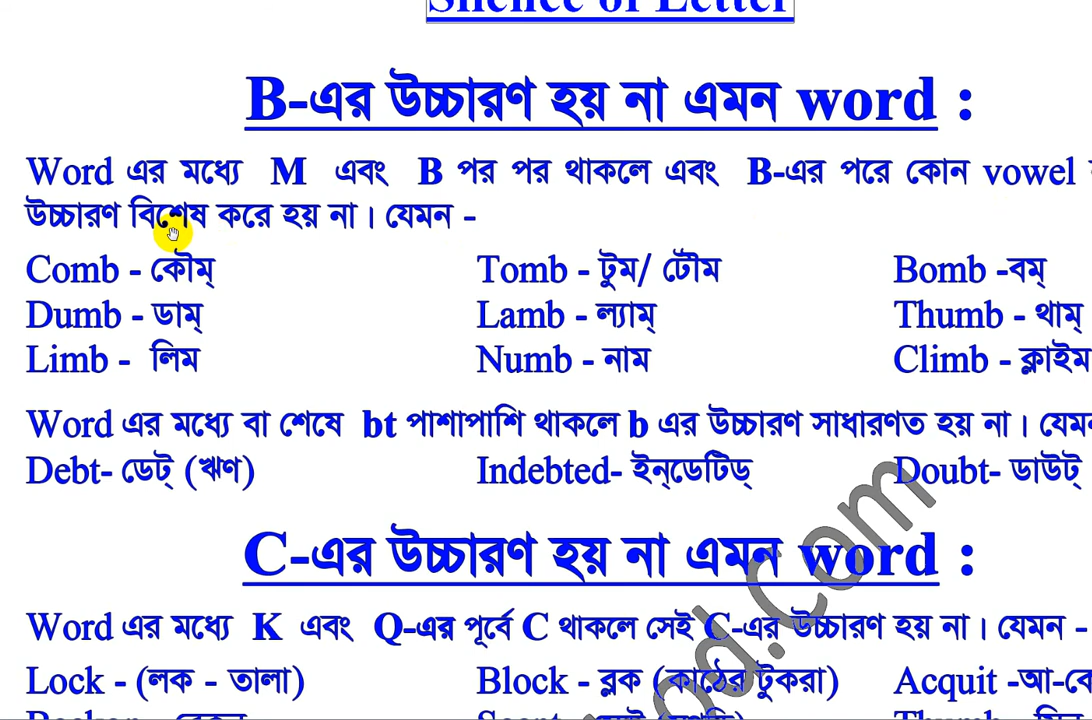 Silence of Letter
B-এর উচ্চারণ হয় না এমন word :
Word এর মধ্যে M এবং B পর পর থাকলে এবং B-এর পরে কোন vowel
উচ্চারণ বিশেষ করে হয় না। যেমন -
Comb - কৌম্ Tomb - টুম/ টৌম Bomb -বম্
Dumb - ডাম্ Lamb - ল্যাম্ Thumb - থাম্
Limb - লিম Numb - নাম Climb - ক্লাইম
Word এর মধ্যে বা শেষে bt পাশাপাশি থাকলে b এর উচ্চারণ সাধারণত হয় না। যেমন
Debt- ডেট্ (ঋণ) Indebted- ইন্ডেটিড্ Doubt- ডাউট্
C-এর উচ্চারণ হয় না এমন word :
Word এর মধ্যে K এবং Q-এর পূর্বে C থাকলে সেই C-এর উচ্চারণ হয় না। যেমন -
Lock - (লক - তালা) Block - ব্লক (কাঠের টুকরা) Acquit -আ-কে